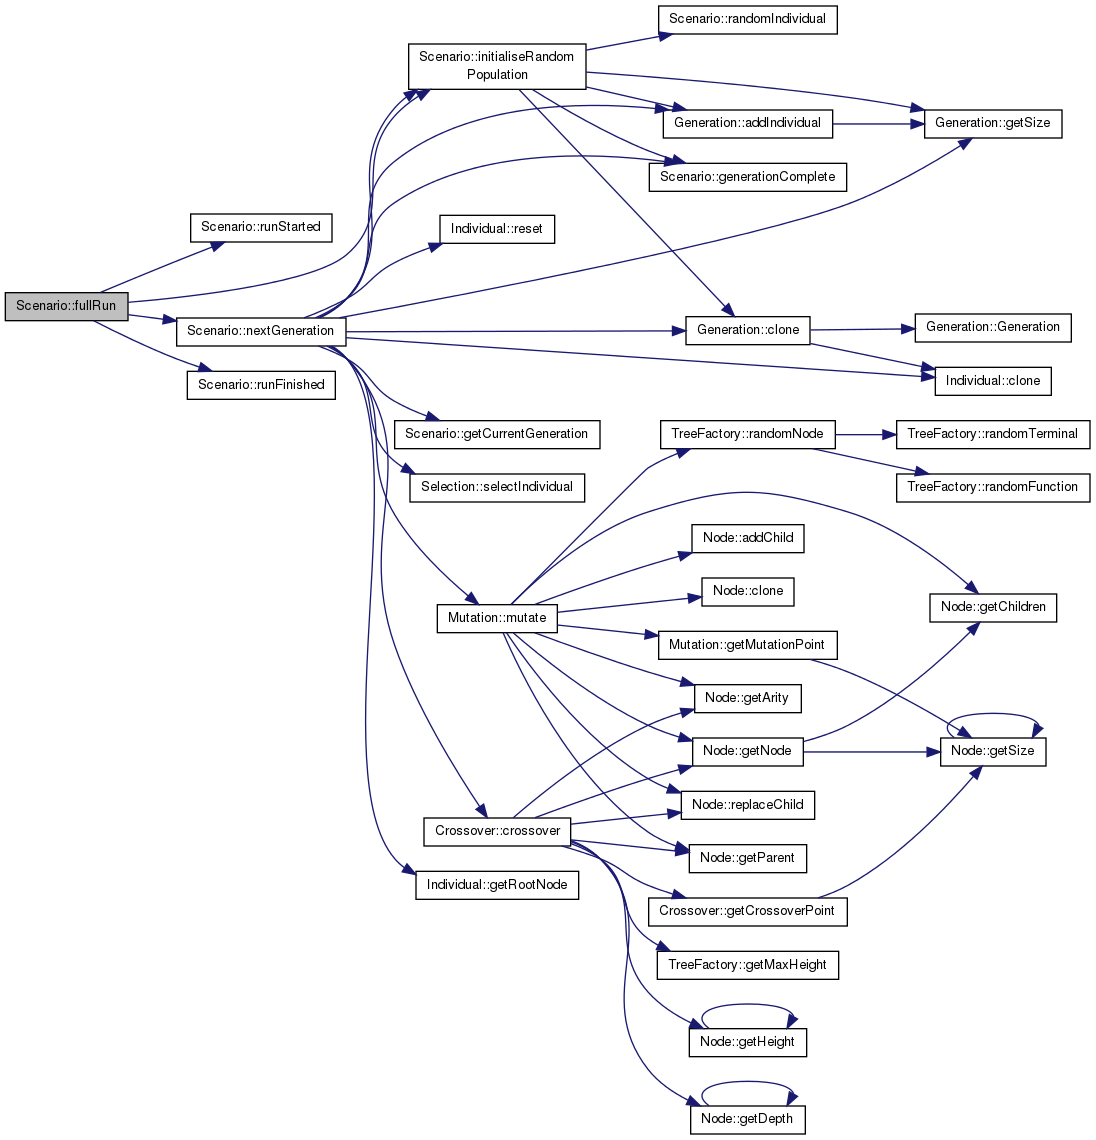 Scenario::randomIndividual
Scenario::initialiseRandom
Population
Generation::addIndividual
Generation::getSize
Scenario::generationComplete
Scenario::runStarted
Individual::reset
Scenario::fullRun
Scenario::nextGeneration
Generation::clone
Generation::Generation
Scenario::runFinished
Individual::clone
Scenario::getCurrentGeneration
TreeFactory::randomNode
TreeFactory::randomTerminal
Selection::selectIndividual
TreeFactory::randomFunction
Node::addChild
Node::clone
Node::getChildren
Mutation::mutate
Mutation::getMutationPoint
Node::getArity
Node::getNode
Node::getSize
Node::replaceChild
Crossover::crossover
Node::getParent
Individual::getRootNode
Crossover::getCrossoverPoint
TreeFactory::getMaxHeight
Node::getHeight
Node::getDepth